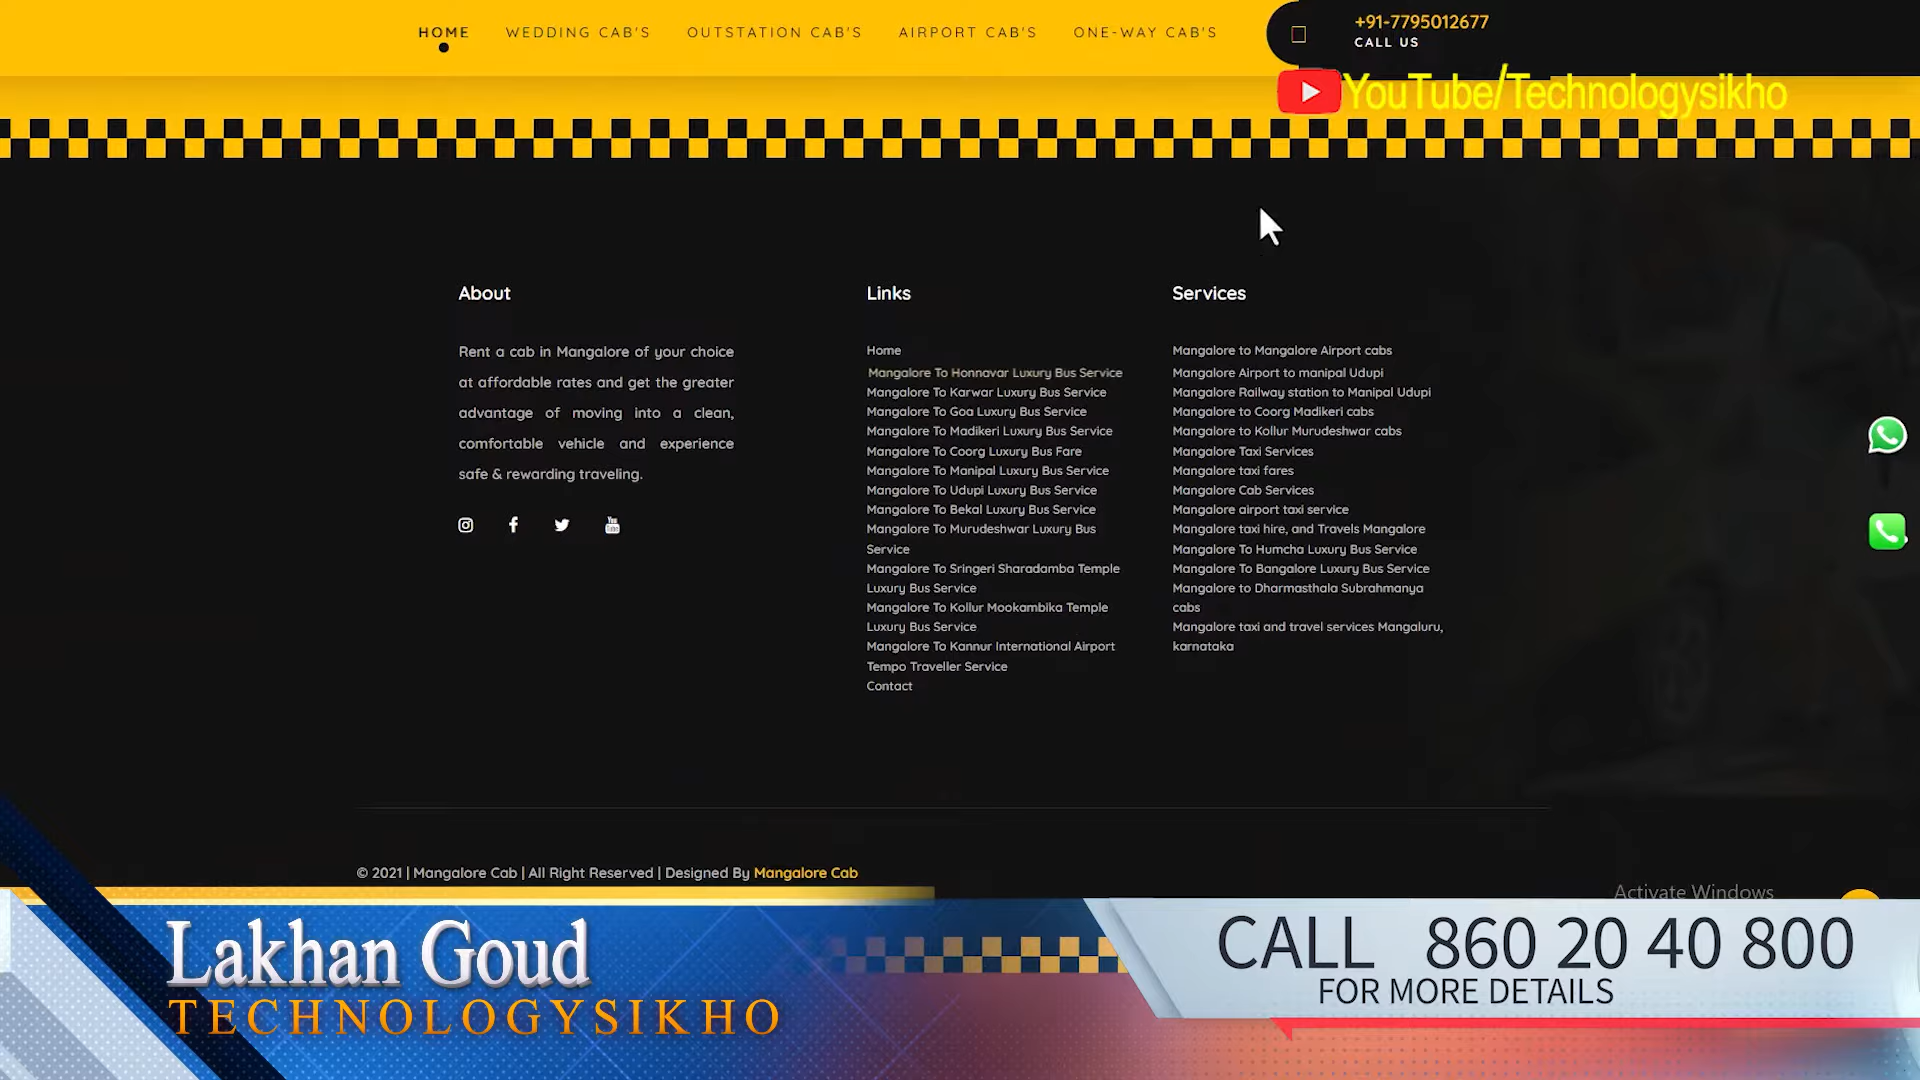 HOME
WEDDING CAB'S
OUTSTATION CAB'S
AIRPORT CAB'S
ONE-WAY CAB'S
+91-7795012677
CALL US
YouTube/Technologysikho
About
Rent a cab in Mangalore of your choice
at affordable rates and get the greater
advantage of moving into a clean,
comfortable vehicle and experience
safe & rewarding traveling.
Links
Home
Mangalore To Honnavar Luxury Bus Service
Mangalore To Karwar Luxury Bus Service
Mangalore To Goa Luxury Bus Service
Mangalore To Madikeri Luxury Bus Service
Mangalore To Coorg Luxury Bus Fare
Mangalore To Manipal Luxury Bus Service
Mangalore To Udupi Luxury Bus Service
Mangalore To Bekal Luxury Bus Service
Mangalore To Murudeshwar Luxury Bus
Service
Mangalore To Sringeri Sharadamba Temple
Luxury Bus Service
Mangalore To Kollur Mookambika Temple
Luxury Bus Service
Mangalore To Kannur International Airport
Tempo Traveller Service
Contact
Services
Mangalore to Mangalore Airport cabs
Mangalore Airport to manipal Udupi
Mangalore Railway station to Manipal Udupi
Mangalore to Coorg Madikeri cabs
Mangalore to Kollur Murudeshwar cabs
Mangalore Taxi Services
Mangalore taxi fares
Mangalore Cab Services
Mangalore airport taxi service
Mangalore taxi hire, and Travels Mangalore
Mangalore To Humcha Luxury Bus Service
Mangalore To Bangalore Luxury Bus Service
Mangalore to Dharmasthala Subrahmanya
cabs
Mangalore taxi and travel services Mangaluru,
karnataka
© 2021 | Mangalore Cab | All Right Reserved | Designed By Mangalore Cab
Activate Windows
Lakhan Goud
TECHNOLOGYSIKHO
CALL 860 20 40 800
FOR MORE DETAILS